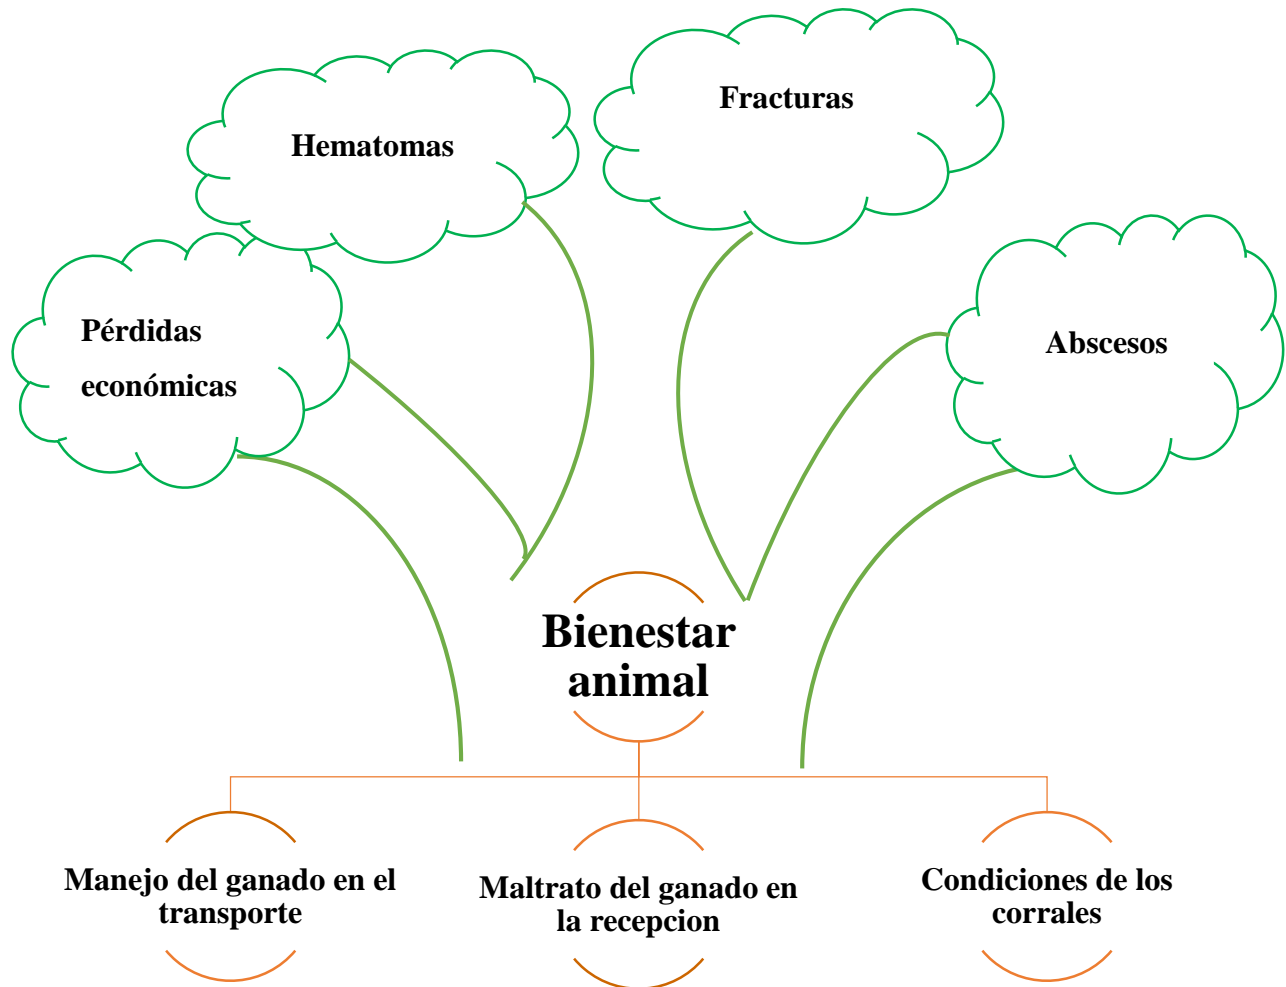 Fracturas
Hematomas
Pérdidas
económicas
Abscesos
Bienestar
animal
Manejo del ganado en el
transporte
Maltrato del ganado en
la recepcion
Condiciones de los
corrales